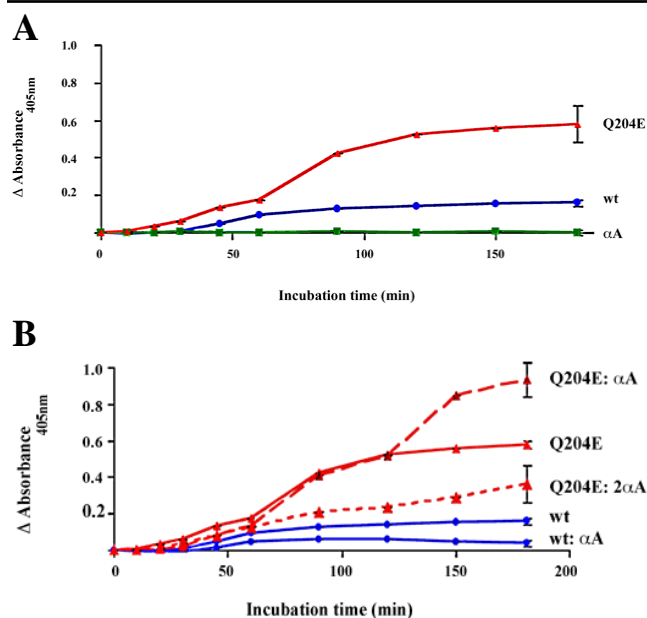 A
1.0
0.8
0.6
0.4
0.2
Δ Absorbance 405nm
Q204E
wt
αA
0 50 100 150
Incubation time (min)
B
1.0
0.8
0.6
0.4
0.2
Δ Absorbance 405nm
Q204E: αA
Q204E
Q204E: 2αA
wt
wt: αA
0 50 100 150 200
Incubation time (min)